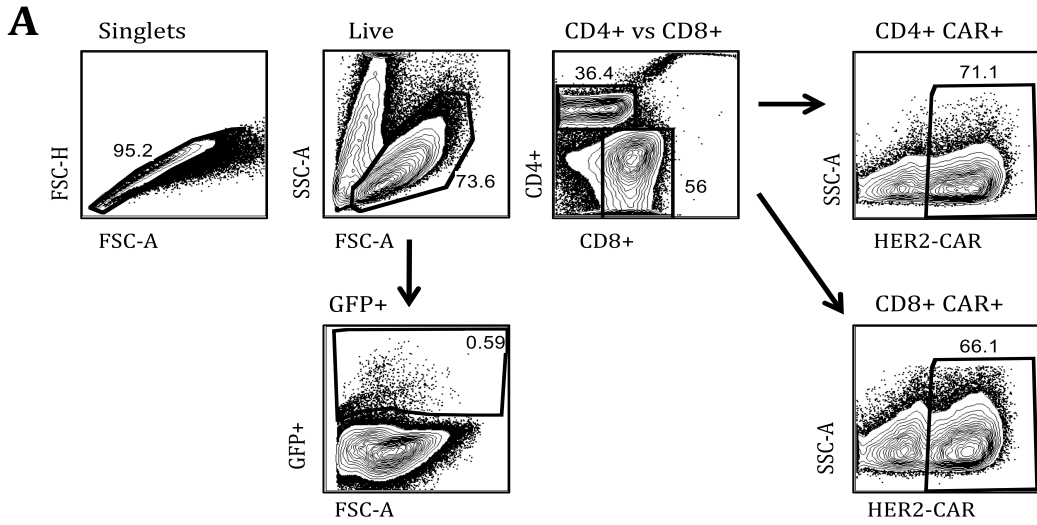 A
Singlets
95.2
FSC-H
FSC-A
Live
73.6
SSC-A
FSC-A
CD4+ vs CD8+
36.4
56
CD4+
CD8+
CD4+ CAR+
71.1
SSC-A
HER2-CAR
GFP+
0.59
GFP+
FSC-A
CD8+ CAR+
66.1
SSC-A
HER2-CAR